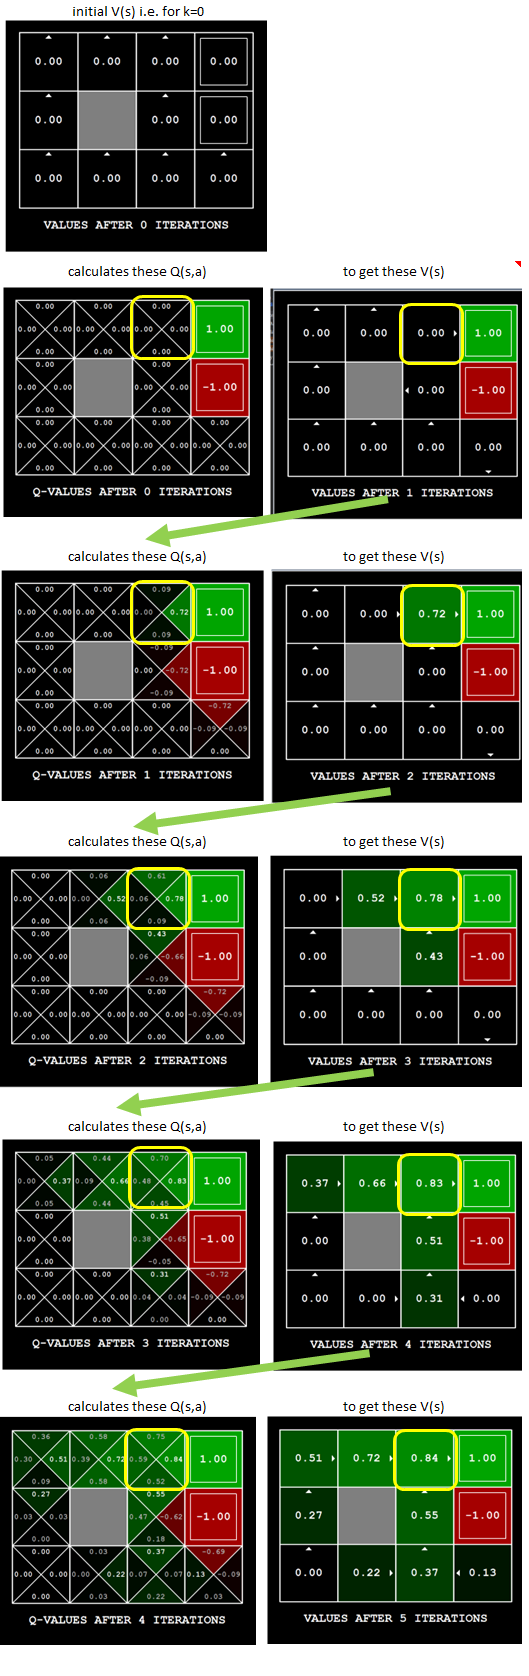 initial V(s) i.e. for k=0
0.00 0.00 0.00 0.00
0.00 0.00 0.00
0.00 0.00 0.00 0.00
VALUES AFTER 0 ITERATIONS
calculates these Q(s,a)
0.00 0.00 0.00
0.00 0.00 0.00 0.00 0.00 0.00 1.00
0.00 0.00 0.00
0.00 0.00
0.00 0.00 0.00 0.00 -1.00
0.00 0.00
0.00 0.00 0.00 0.00
0.00 0.00 0.00 0.00 0.00 0.00 0.00 0.00
0.00 0.00 0.00 0.00
Q-VALUES AFTER 0 ITERATIONS
to get these V(s)
0.00 0.00 0.00 1.00
0.00 0.00 -1.00
0.00 0.00 0.00 0.00
VALUES AFTER 1 ITERATIONS
calculates these Q(s,a)
0.00 0.00 0.09
0.00 0.00 0.00 0.00 0.00 0.72 1.00
0.00 0.00 0.09
0.00 -0.09
0.00 0.00 0.00 -0.72 -1.00
0.00 -0.09
0.00 0.00 0.00 -0.72
0.00 0.00 0.00 0.00 0.00 0.00 -0.09 -0.09
0.00 0.00 0.00 0.00
Q-VALUES AFTER 1 ITERATIONS
to get these V(s)
0.00 0.00 0.72 1.00
0.00 0.00 -1.00
0.00 0.00 0.00 0.00
VALUES AFTER 2 ITERATIONS
calculates these Q(s,a)
0.00 0.06 0.61
0.00 0.00 0.00 0.52 0.06 0.78 1.00
0.00 0.06 0.09
0.00 0.43
0.00 0.00 0.06 -0.66 -1.00
0.00 -0.09
0.00 0.00 0.00 -0.72
0.00 0.00 0.00 0.00 0.00 0.00 -0.09 -0.09
0.00 0.00 0.00 0.00
Q-VALUES AFTER 2 ITERATIONS
to get these V(s)
0.00 0.52 0.78 1.00
0.00 0.43 -1.00
0.00 0.00 0.00 0.00
VALUES AFTER 3 ITERATIONS
calculates these Q(s,a)
0.05 0.44 0.70
0.00 0.37 0.09 0.66 0.48 0.83 1.00
0.05 0.44 0.45
0.00 0.51
0.00 0.00 0.38 -0.65 -1.00
0.00 -0.05
0.00 0.00 0.31 -0.72
0.00 0.00 0.00 0.00 0.04 0.04 -0.09 -0.09
0.00 0.00 0.00 0.00
Q-VALUES AFTER 3 ITERATIONS
to get these V(s)
0.37 0.66 0.83 1.00
0.00 0.51 -1.00
0.00 0.00 0.31 0.00
VALUES AFTER 4 ITERATIONS
calculates these Q(s,a)
0.36 0.58 0.75
0.30 0.51 0.39 0.72 0.59 0.84 1.00
0.09 0.58 0.52
0.27 0.55
0.03 0.03 0.47 -0.62 -1.00
0.00 0.18
0.00 0.03 0.37 -0.69
0.00 0.00 0.00 0.22 0.07 0.07 0.13 -0.09
0.00 0.03 0.22 0.03
Q-VALUES AFTER 4 ITERATIONS
to get these V(s)
0.51 0.72 0.84 1.00
0.27 0.55 -1.00
0.00 0.22 0.37 0.13
VALUES AFTER 5 ITERATIONS